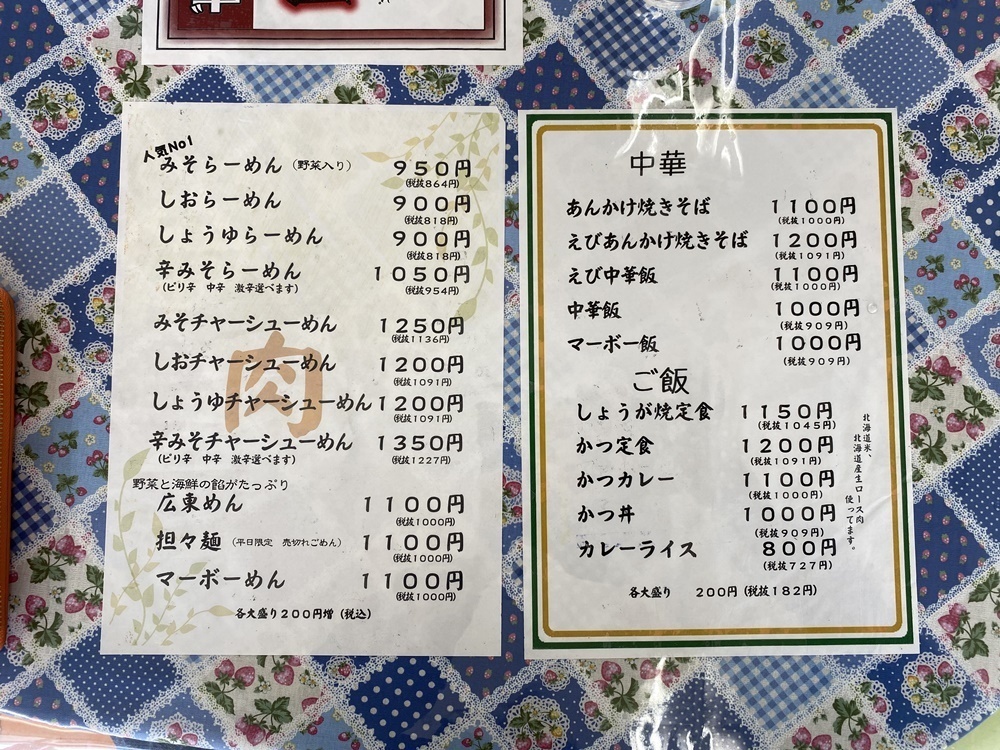 人気No1
みそらーめん (野菜入り) 950円
(税抜864円)
しおらーめん 900円
(税抜818円)
しょうゆらーめん 900円
(税抜818円)
辛みそらーめん 1050円
(ピリ辛 中辛 激辛選べます) (税抜954円)
みそチャーシューめん 1250円
(税抜1136円)
しおチャーシューめん 1200円
(税抜1091円)
肉
しょうゆチャーシューめん 1200円
(税抜1091円)
辛みそチャーシューめん 1350円
(ピリ辛 中辛 激辛選べます) (税抜1227円)
野菜と海鮮の餡がたっぷり
広東めん 1100円
(税抜1000円)
担々麺 (平日限定 売切れごめん) 1100円
(税抜1000円)
マーボーめん 1100円
(税抜1000円)
各大盛り200円増 (税込)
中華
あんかけ焼きそば 1100円
(税抜1000円)
えびあんかけ焼きそば 1200円
(税抜1091円)
えび中華飯 1100円
(税抜1000円)
中華飯 1000円
(税抜909円)
マーボー飯 1000円
(税抜909円)
ご飯
しょうが焼定食 1150円
(税抜1045円)
かつ定食 1200円
(税抜1091円)
かつカレー 1100円
(税抜1000円)
かつ丼 1000円
(税抜909円)
カレーライス 800円
(税抜727円)
北海道米、
北海道産生ロース肉
使ってます。
各大盛り 200円 (税抜182円)